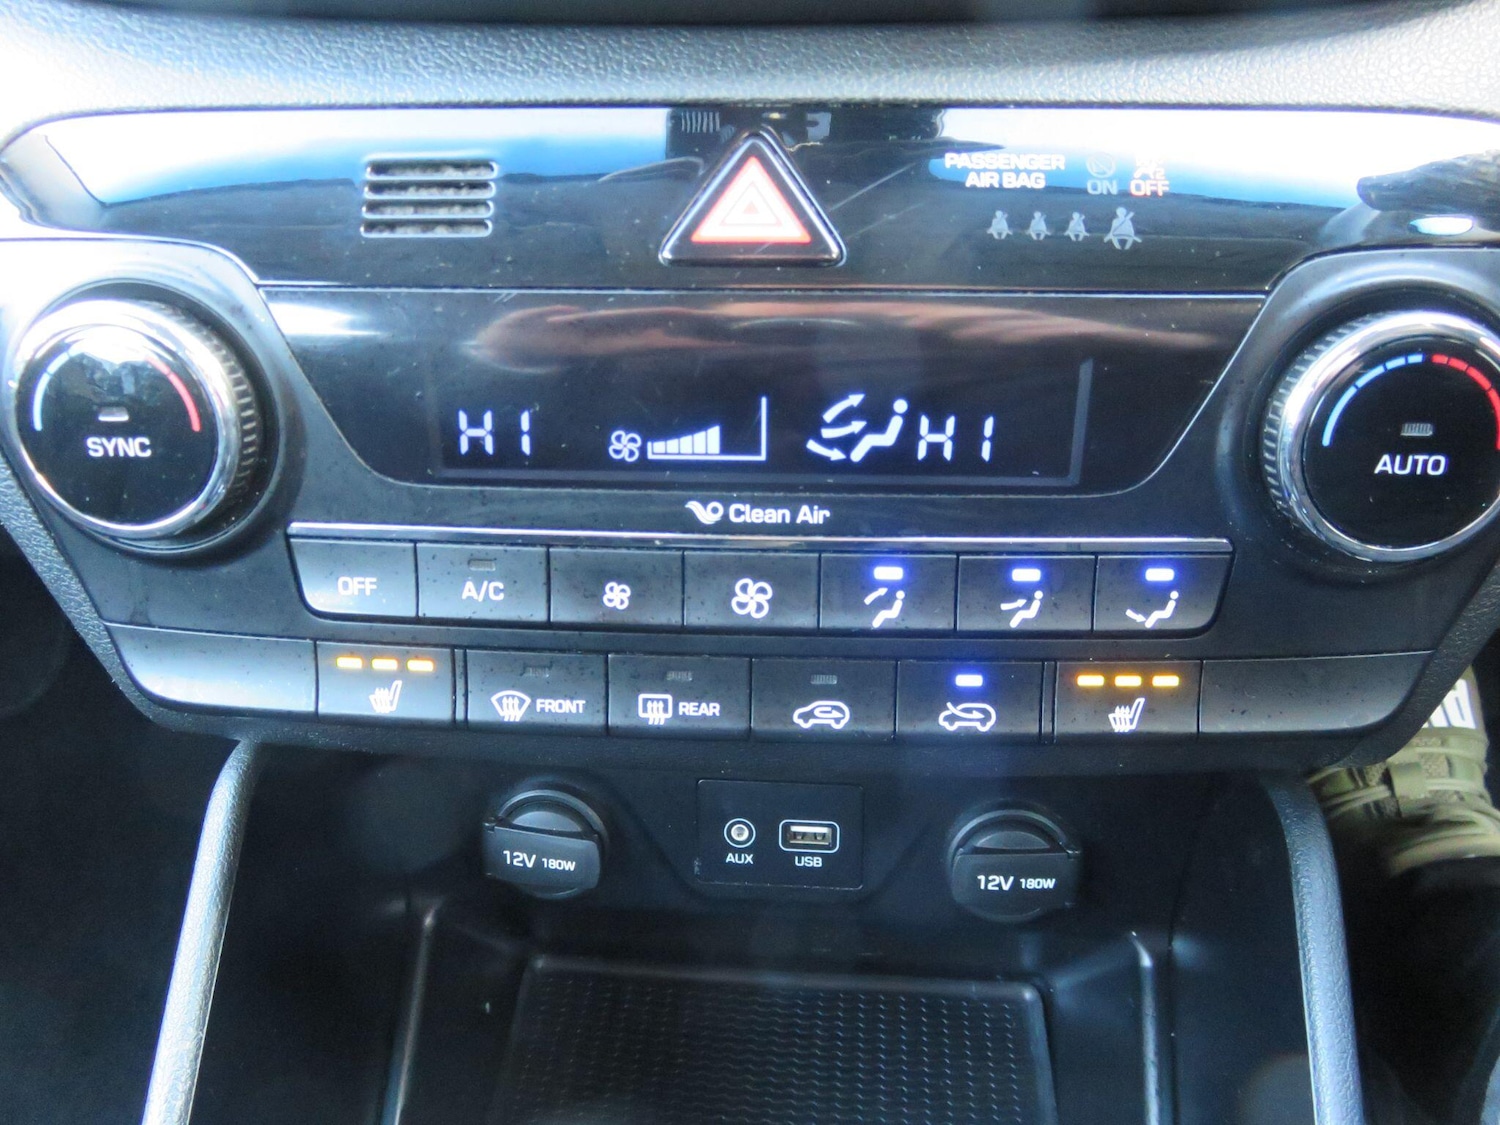 PASSENGER
AIR BAG
ON
OFF
HI
HI
SYNC
AUTO
Clean Air
OFF
A/C
FRONT
REAR
12V 180W
AUX
USB
12V 180W